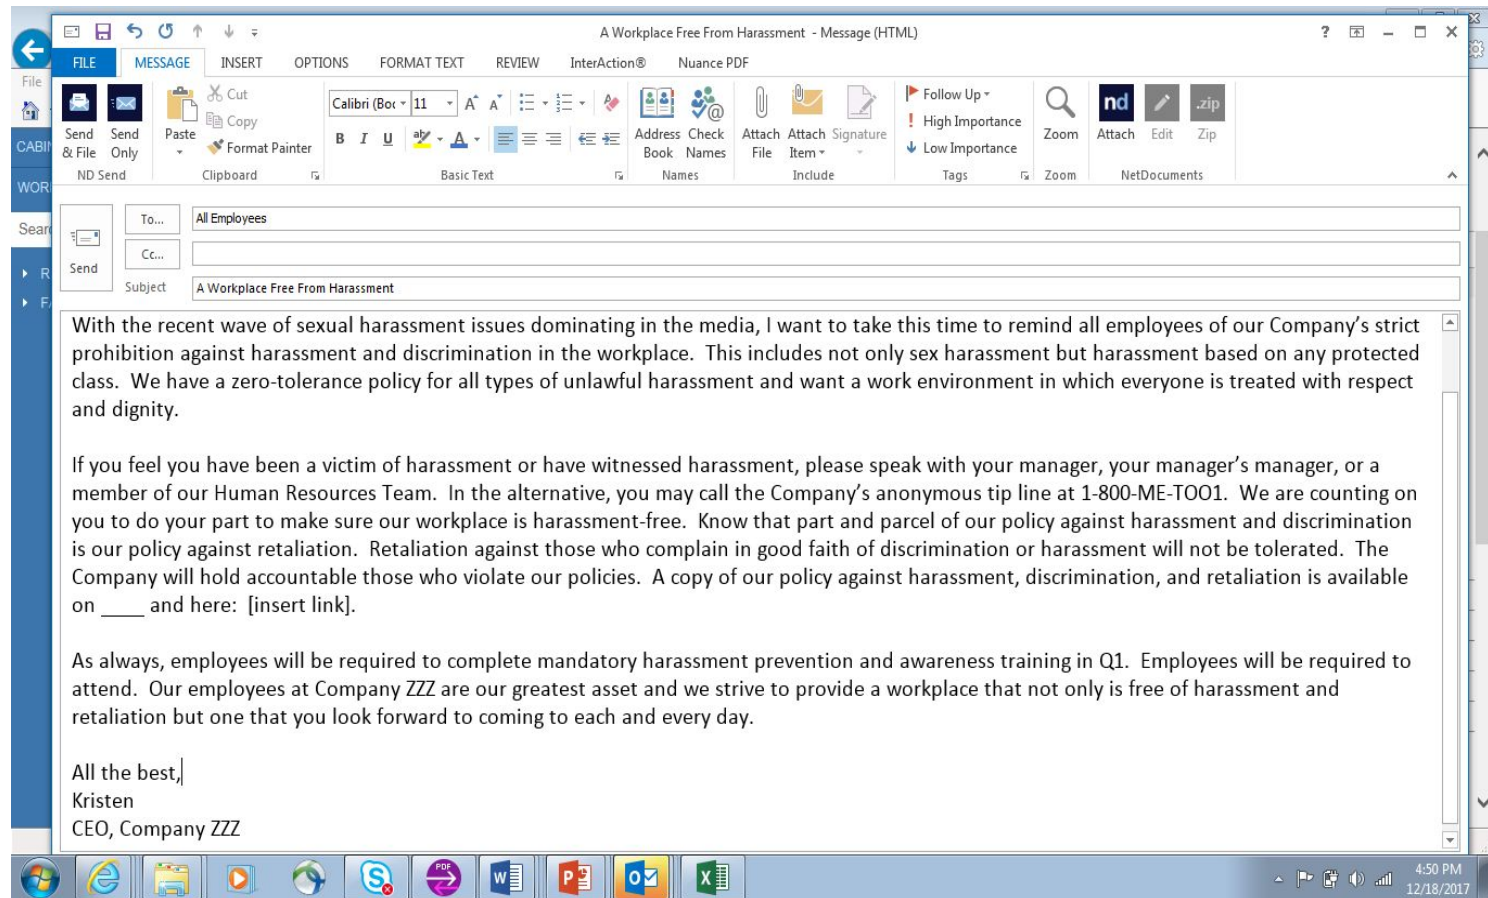 A Workplace Free From Harassment - Message (HTML)
FILE MESSAGE INSERT OPTIONS FORMAT TEXT REVIEW InterAction® Nuance PDF
File
Send & File
Send Only
ND Send
Paste
Cut
Copy
Format Painter
Clipboard
Calibri (Boc 11
B I U
Basic Text
Address Book
Check Names
Names
Attach File
Attach Item
Signature
Include
Follow Up
High Importance
Low Importance
Tags
Zoom
Zoom
nd
Attach
Edit
.zip
Zip
NetDocuments
CABIN
WOR
Sear
R
F
To... All Employees
Cc...
Send
Subject A Workplace Free From Harassment
With the recent wave of sexual harassment issues dominating in the media, I want to take this time to remind all employees of our Company’s strict
prohibition against harassment and discrimination in the workplace. This includes not only sex harassment but harassment based on any protected
class. We have a zero-tolerance policy for all types of unlawful harassment and want a work environment in which everyone is treated with respect
and dignity.
If you feel you have been a victim of harassment or have witnessed harassment, please speak with your manager, your manager’s manager, or a
member of our Human Resources Team. In the alternative, you may call the Company’s anonymous tip line at 1-800-ME-TOO1. We are counting on
you to do your part to make sure our workplace is harassment-free. Know that part and parcel of our policy against harassment and discrimination
is our policy against retaliation. Retaliation against those who complain in good faith of discrimination or harassment will not be tolerated. The
Company will hold accountable those who violate our policies. A copy of our policy against harassment, discrimination, and retaliation is available
on ____ and here: [insert link].
As always, employees will be required to complete mandatory harassment prevention and awareness training in Q1. Employees will be required to
attend. Our employees at Company ZZZ are our greatest asset and we strive to provide a workplace that not only is free of harassment and
retaliation but one that you look forward to coming to each and every day.
All the best,
Kristen
CEO, Company ZZZ
PDF
4:50 PM
12/18/2017